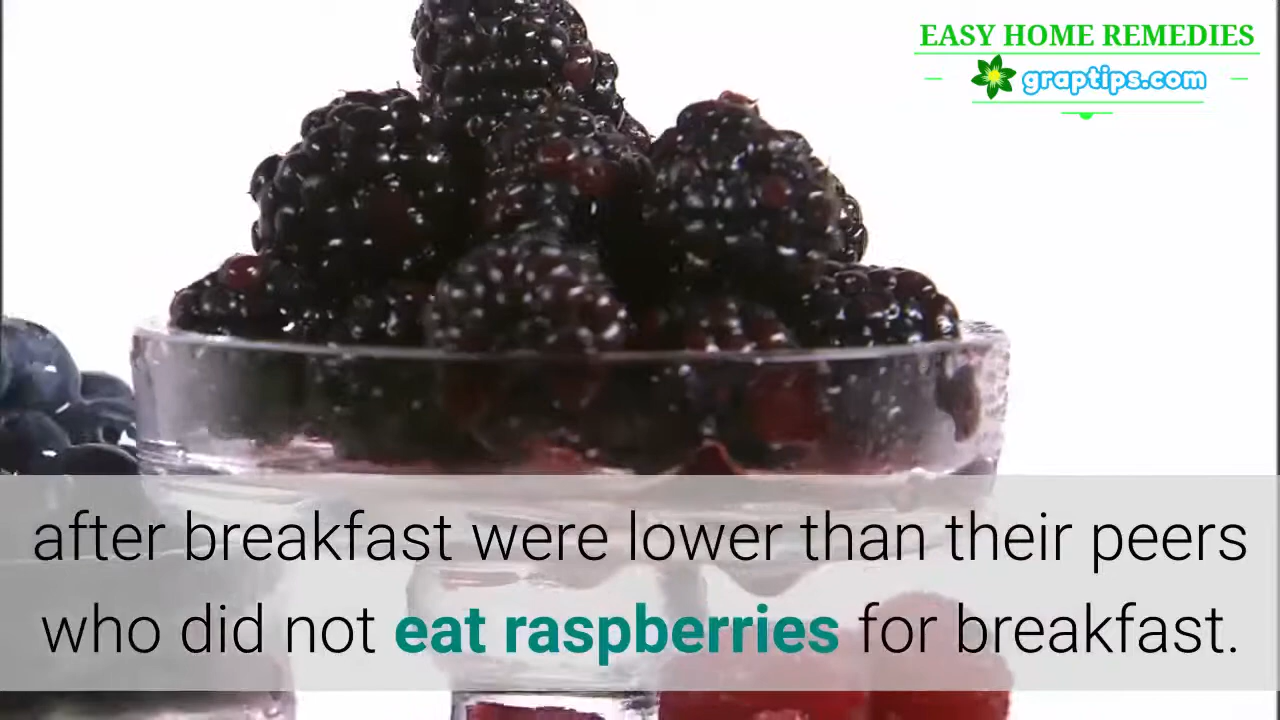 EASY HOME REMEDIES
graptips.com
after breakfast were lower than their peers
who did not eat raspberries for breakfast.